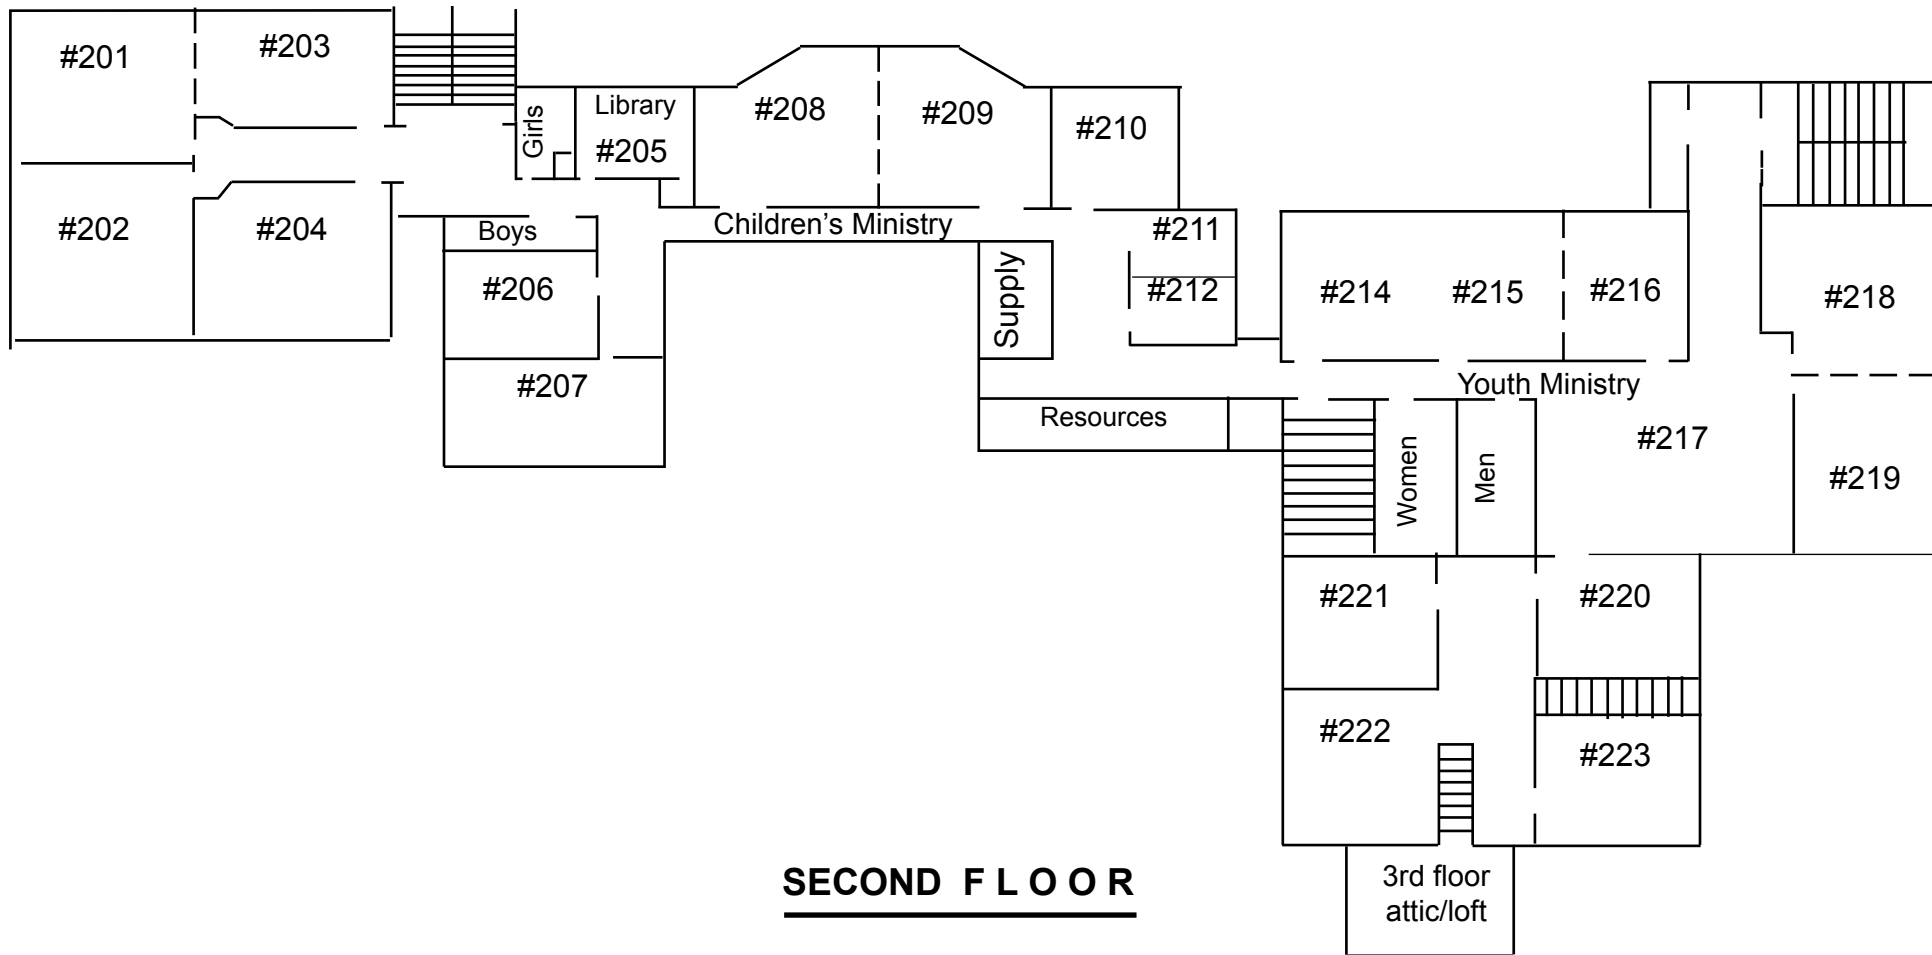 #201
#203
#202
#204
Girls
Library
#205
Boys
#206
#207
#208
#209
#210
Children's Ministry
Supply
#211
#212
Resources
#214
#215
#216
Youth Ministry
#217
#218
#219
Women
Men
#221
#220
#222
#223
3rd floor
attic/loft
SECOND F L O O R